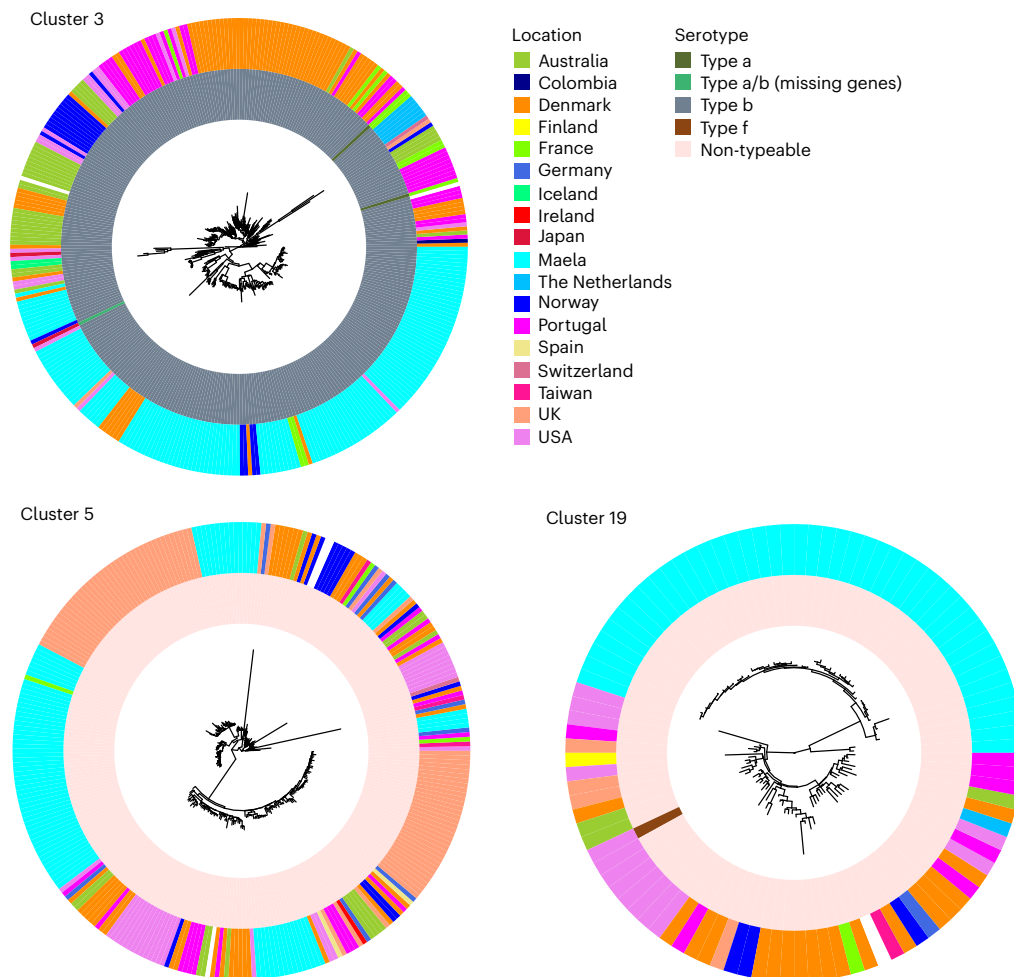 Cluster 3
Location
Australia
Colombia
Denmark
Finland
France
Germany
Iceland
Ireland
Japan
Maela
The Netherlands
Norway
Portugal
Spain
Switzerland
Taiwan
UK
USA
Serotype
Type a
Type a/b (missing genes)
Type b
Type f
Non-typeable
Cluster 5
Cluster 19